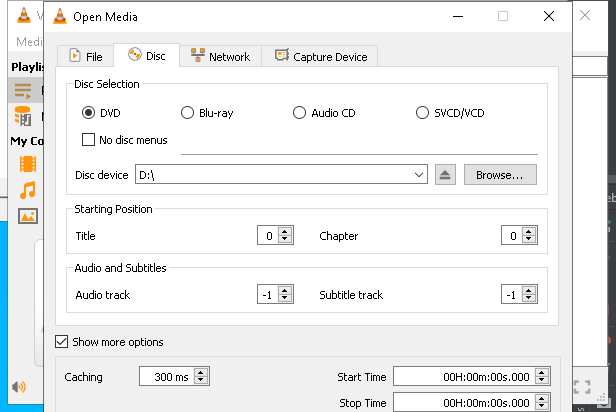 Open Media
Medi
File
Disc
Network
Capture Device
Playlis
My Co
Disc Selection
DVD
Blu-ray
Audio CD
SVCD/VCD
No disc menus
Disc device
D:\
Browse...
Starting Position
Title
0
Chapter
0
Audio and Subtitles
Audio track
-1
Subtitle track
-1
Show more options
Caching
300 ms
Start Time
00H:00m:00s.000
Stop Time
00H:00m:00s.000